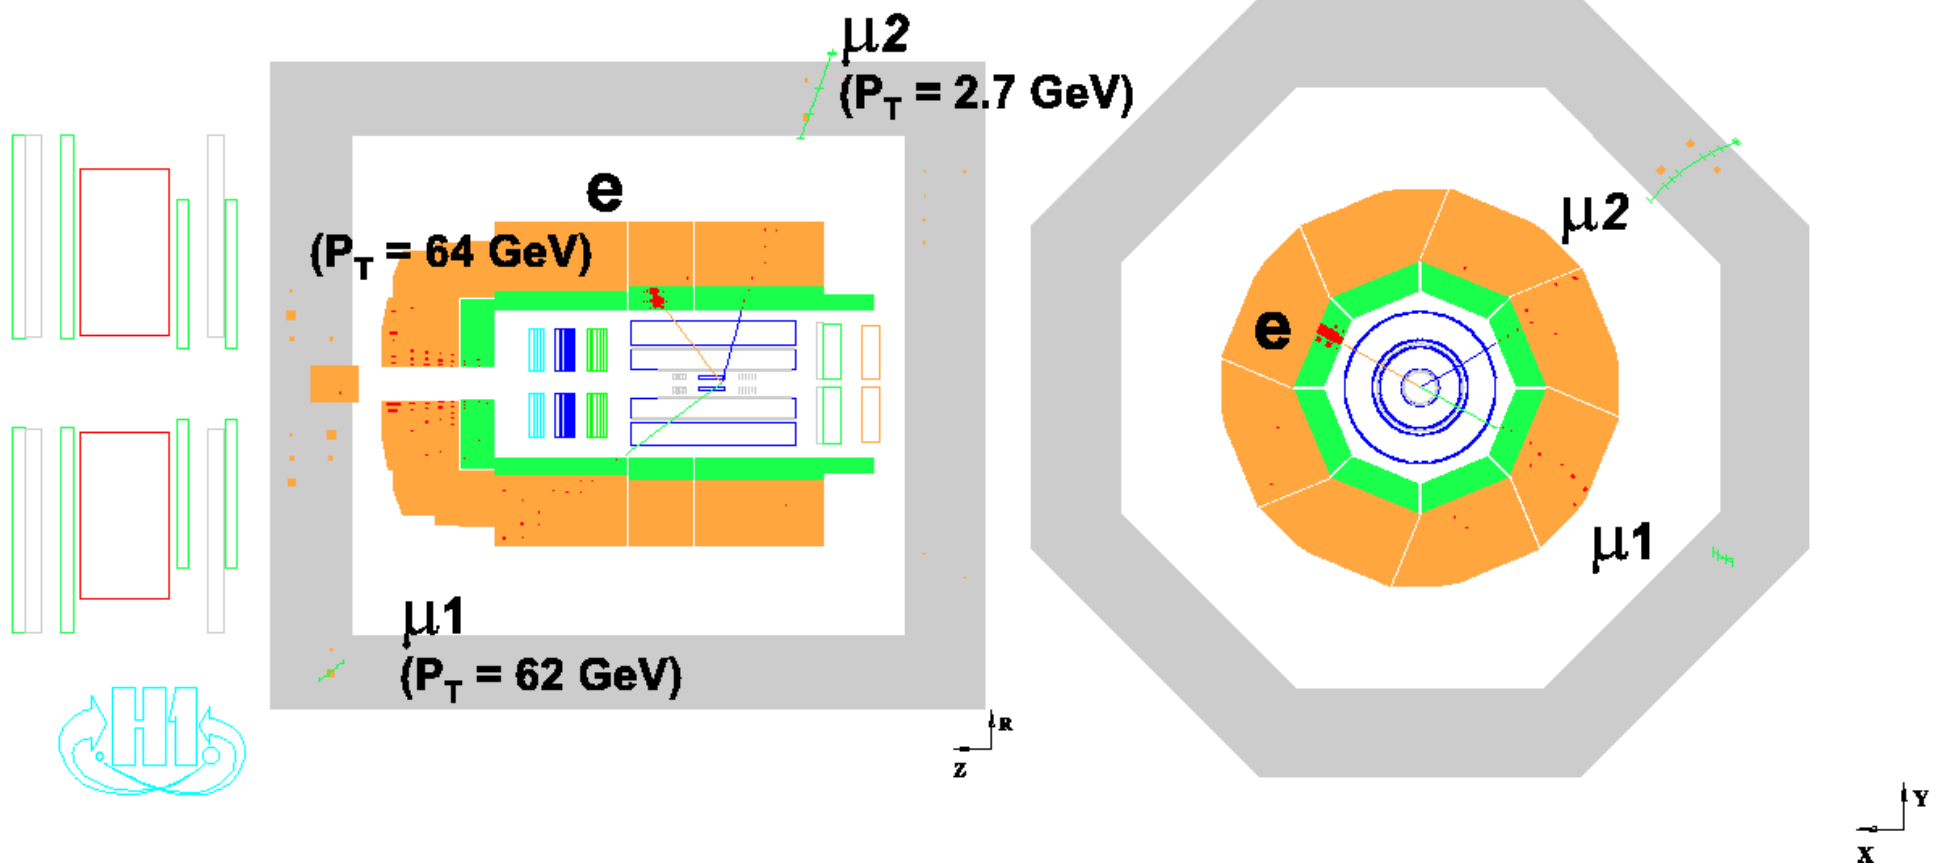 μ2
(P_T = 2.7 GeV)
e
(P_T = 64 GeV)
μ1
(P_T = 62 GeV)
R
Z
H1
μ2
e
μ1
Y
X